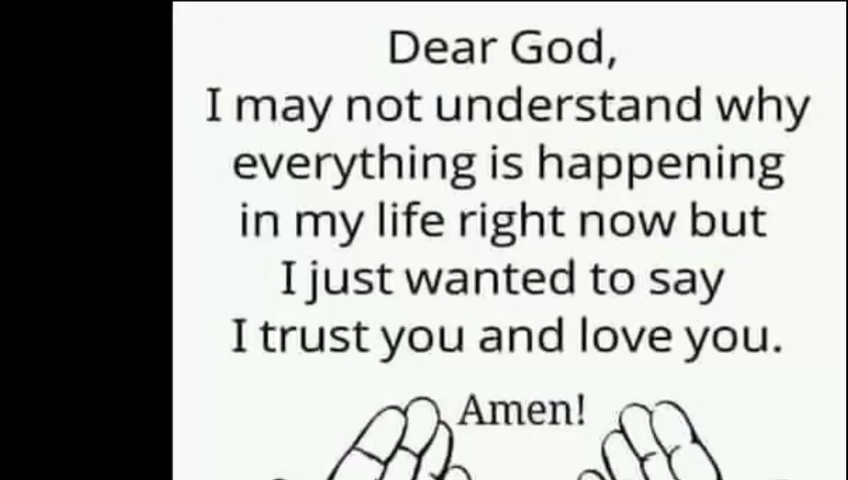 Dear God,
I may not understand why
everything is happening
in my life right now but
I just wanted to say
I trust you and love you.
Amen!